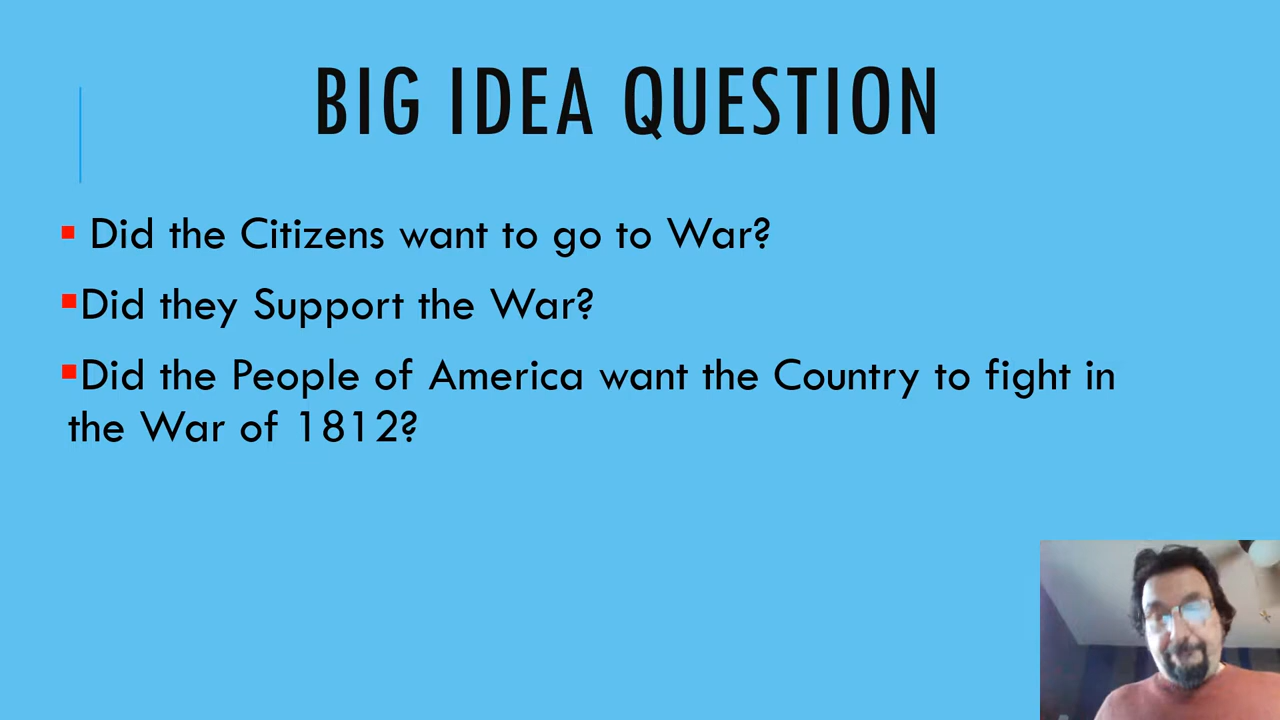 BIG IDEA QUESTION
Did the Citizens want to go to War?
Did they Support the War?
Did the People of America want the Country to fight in
the War of 1812?